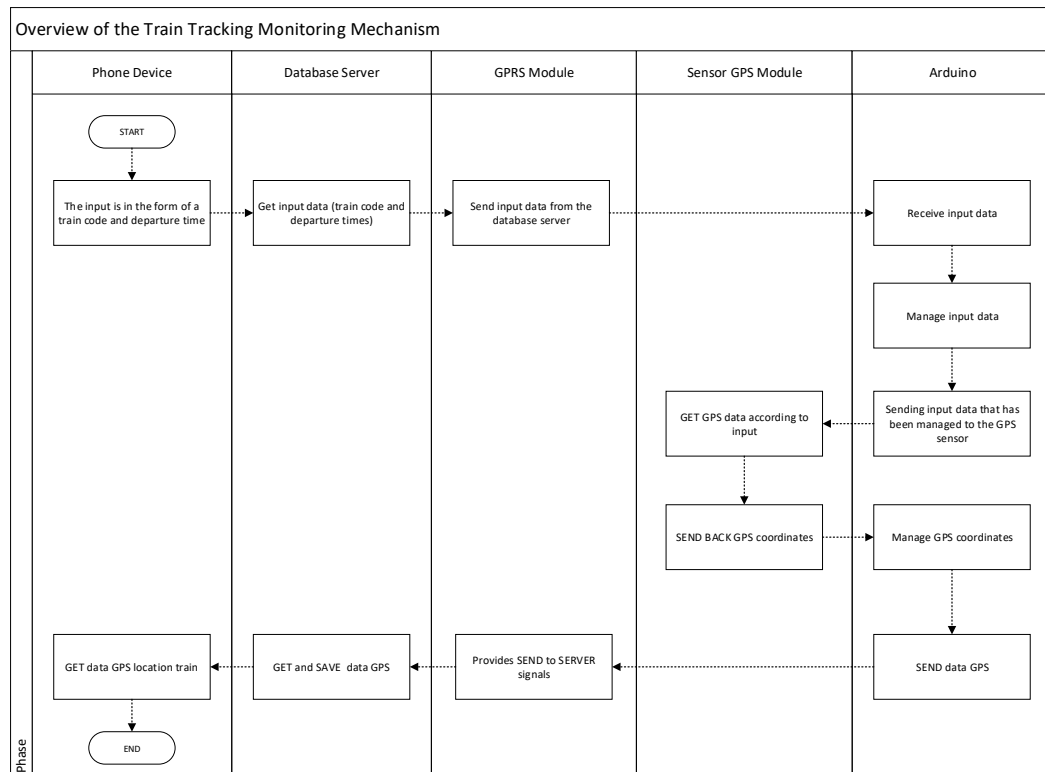 Overview of the Train Tracking Monitoring Mechanism
Phone Device
Database Server
GPRS Module
Sensor GPS Module
Arduino
START
The input is in the form of a
train code and departure time
Get input data (train code and
departure times)
Send input data from the
database server
Receive input data
Manage input data
GET GPS data according to
input
Sending input data that has
been managed to the GPS
sensor
SEND BACK GPS coordinates
Manage GPS coordinates
GET data GPS location train
GET and SAVE  data GPS
Provides SEND to SERVER
signals
SEND data GPS
END
Phase